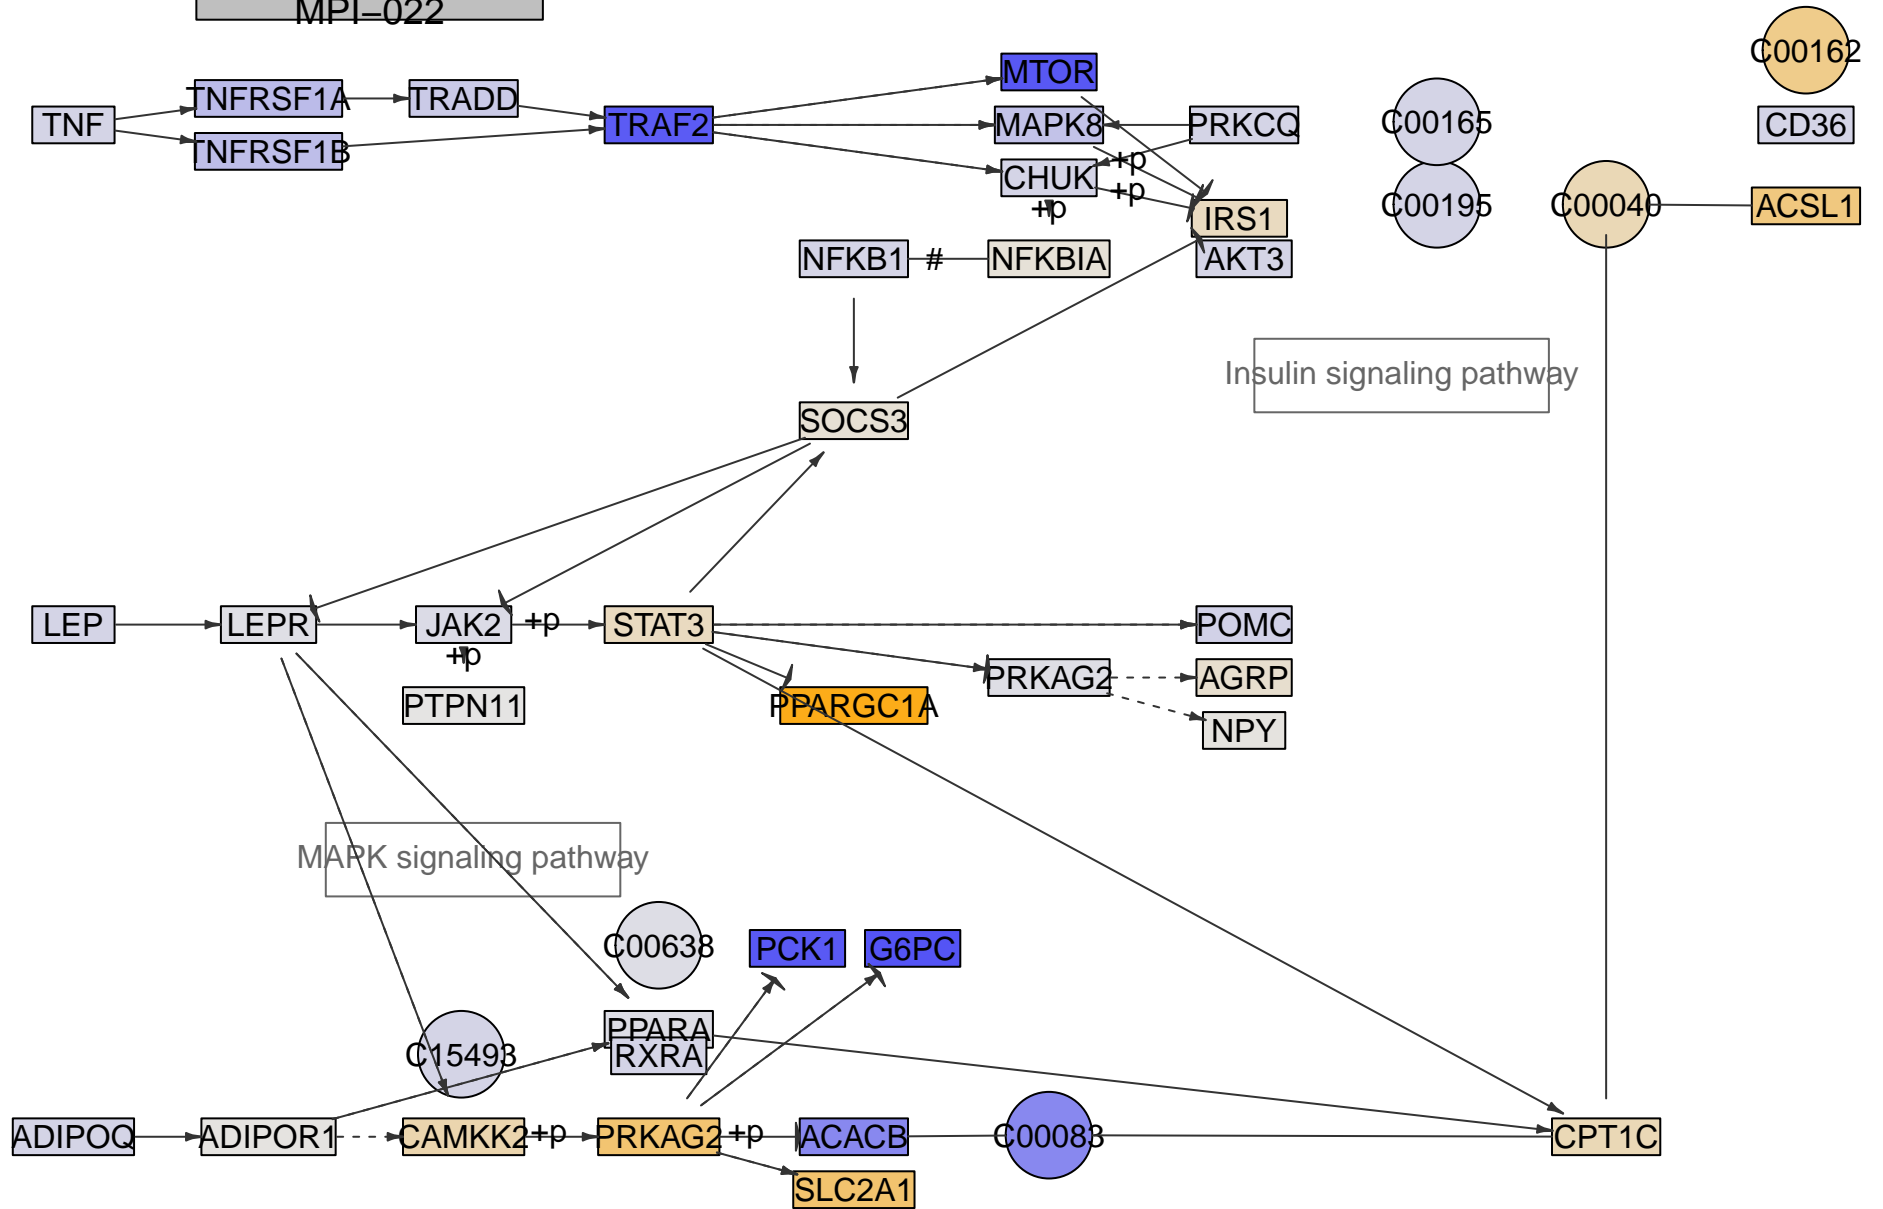 MPI−022
C00162
MTOR
TNFRSF1A
TRADD
TNF
TRAF2
MAPK8
PRKCQ
C00165
CD36
TNFRSF1B
+p
CHUK
+p
+p
IRS1
C00195
C00040
ACSL1
NFKB1
#
NFKBIA
AKT3
Insulin signaling pathway
SOCS3
LEP
LEPR
JAK2
+p
STAT3
POMC
+p
PRKAG2
AGRP
PTPN11
PPARGC1A
NPY
MAPK signaling pathway
C00638
PCK1
G6PC
PPARA
C15493
RXRA
ADIPOQ
ADIPOR1
CAMKK2
+p
PRKAG2
+p
ACACB
C00083
CPT1C
SLC2A1